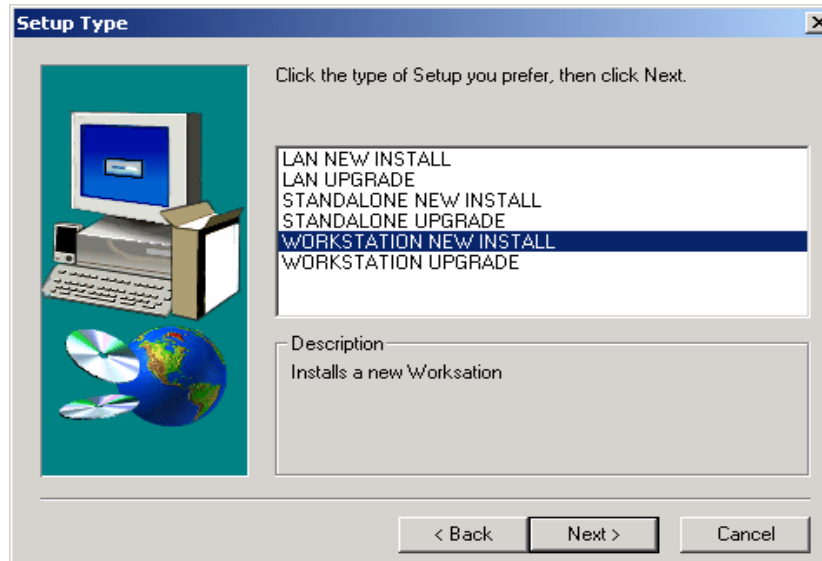 Setup Type
Click the type of Setup you prefer, then click Next.
LAN NEW INSTALL
LAN UPGRADE
STANDALONE NEW INSTALL
STANDALONE UPGRADE
WORKSTATION NEW INSTALL
WORKSTATION UPGRADE
Description
Installs a new Worksation
< Back Next > Cancel